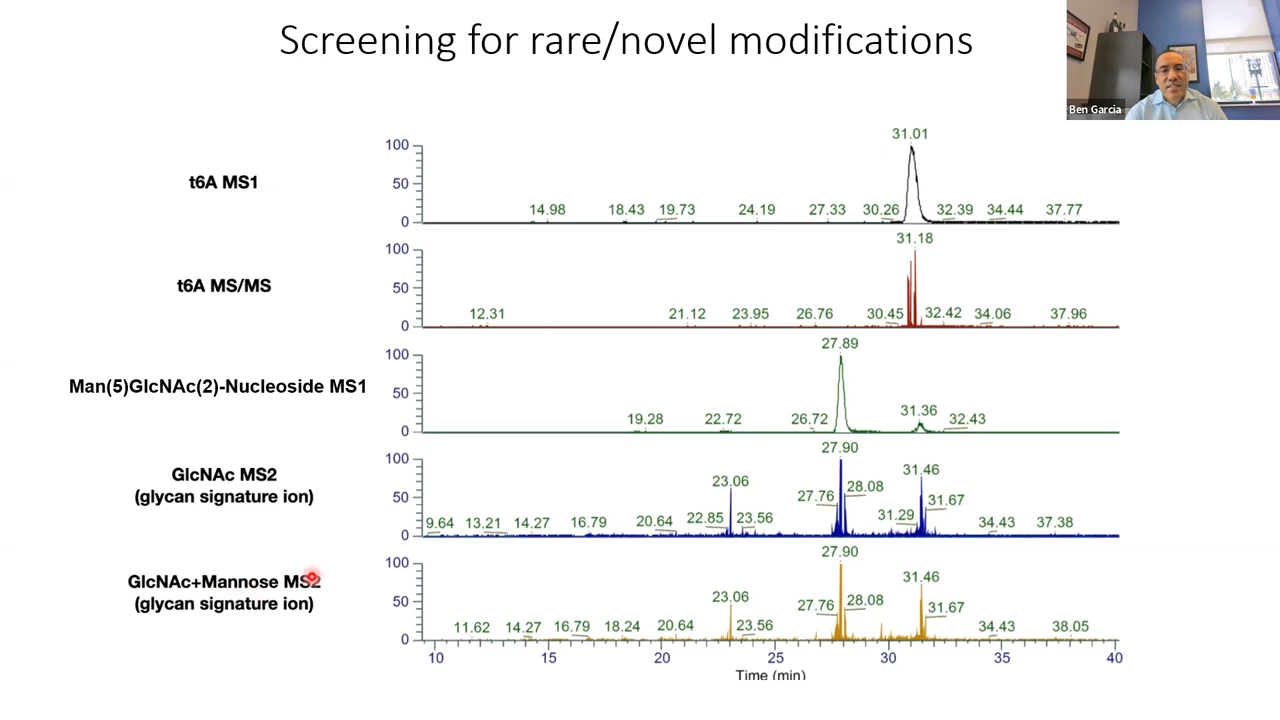 Screening for rare/novel modifications
Ben Garcia
t6A MS1
100
50
0
14.98 18.43 19.73 24.19 27.33 30.26 31.01 32.39 34.44 37.77
t6A MS/MS
100
50
0
12.31 21.12 23.95 26.76 30.45 31.18 32.42 34.06 37.96
Man(5)GlcNAc(2)-Nucleoside MS1
100
50
0
19.28 22.72 26.72 27.89 31.36 32.43
GlcNAc MS2
(glycan signature ion)
100
50
0
9.64 13.21 14.27 16.79 20.64 22.85 23.06 23.56 27.76 27.90 28.08 31.29 31.46 31.67 34.43 37.38
GlcNAc+Mannose MS2
(glycan signature ion)
100
50
0
11.62 14.27 16.79 18.24 20.64 23.06 23.56 27.76 27.90 28.08 31.46 31.67 34.43 38.05
10 15 20 25 30 35 40
Time (min)